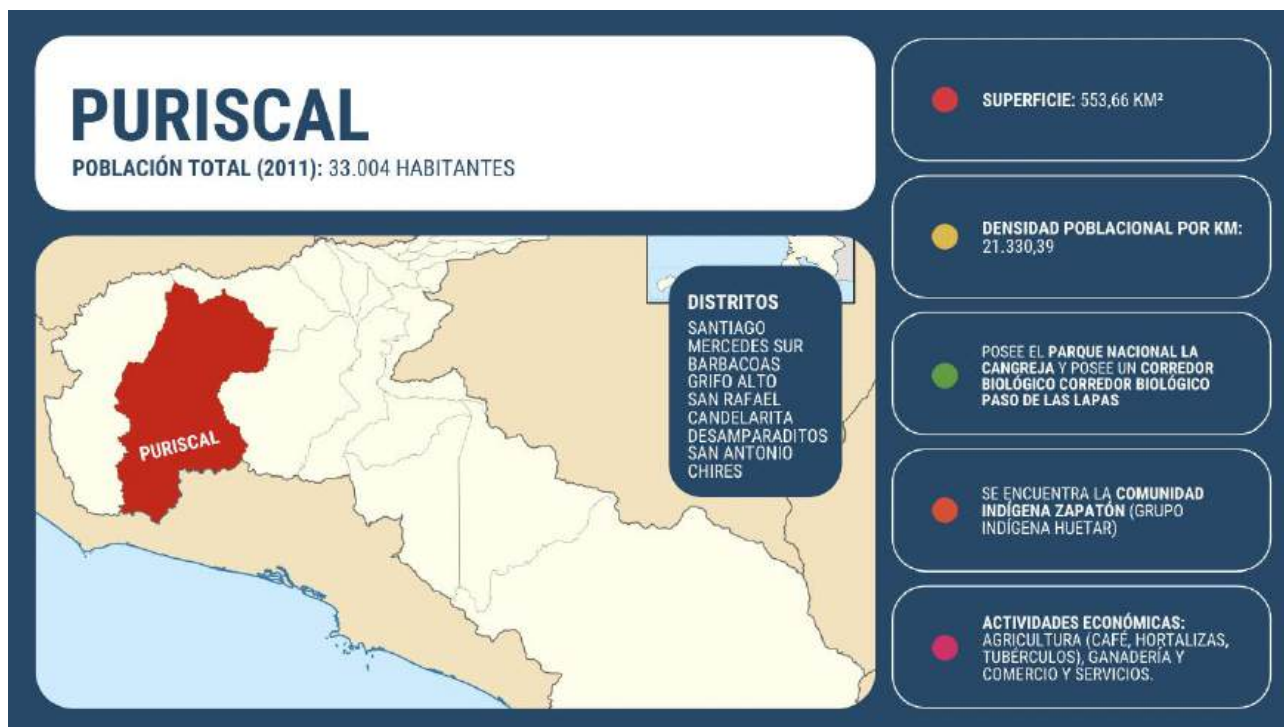 PURISCAL
POBLACIÓN TOTAL (2011): 33.004 HABITANTES
PURISCAL
DISTRITOS
SANTIAGO
MERCEDES SUR
BARBACOAS
GRIFO ALTO
SAN RAFAEL
CANDELARITA
DESAMPARADITOS
SAN ANTONIO
CHIRES
SUPERFICIE: 553,66 KM²
DENSIDAD POBLACIONAL POR KM:
21.330,39
POSEE EL PARQUE NACIONAL LA
CANGREJA Y POSEE UN CORREDOR
BIOLÓGICO CORREDOR BIOLÓGICO
PASO DE LAS LAPAS
SE ENCUENTRA LA COMUNIDAD
INDÍGENA ZAPATÓN (GRUPO
INDÍGENA HUETAR)
ACTIVIDADES ECONÓMICAS:
AGRICULTURA (CAFÉ, HORTALIZAS,
TUBÉRCULOS), GANADERÍA Y
COMERCIO Y SERVICIOS.